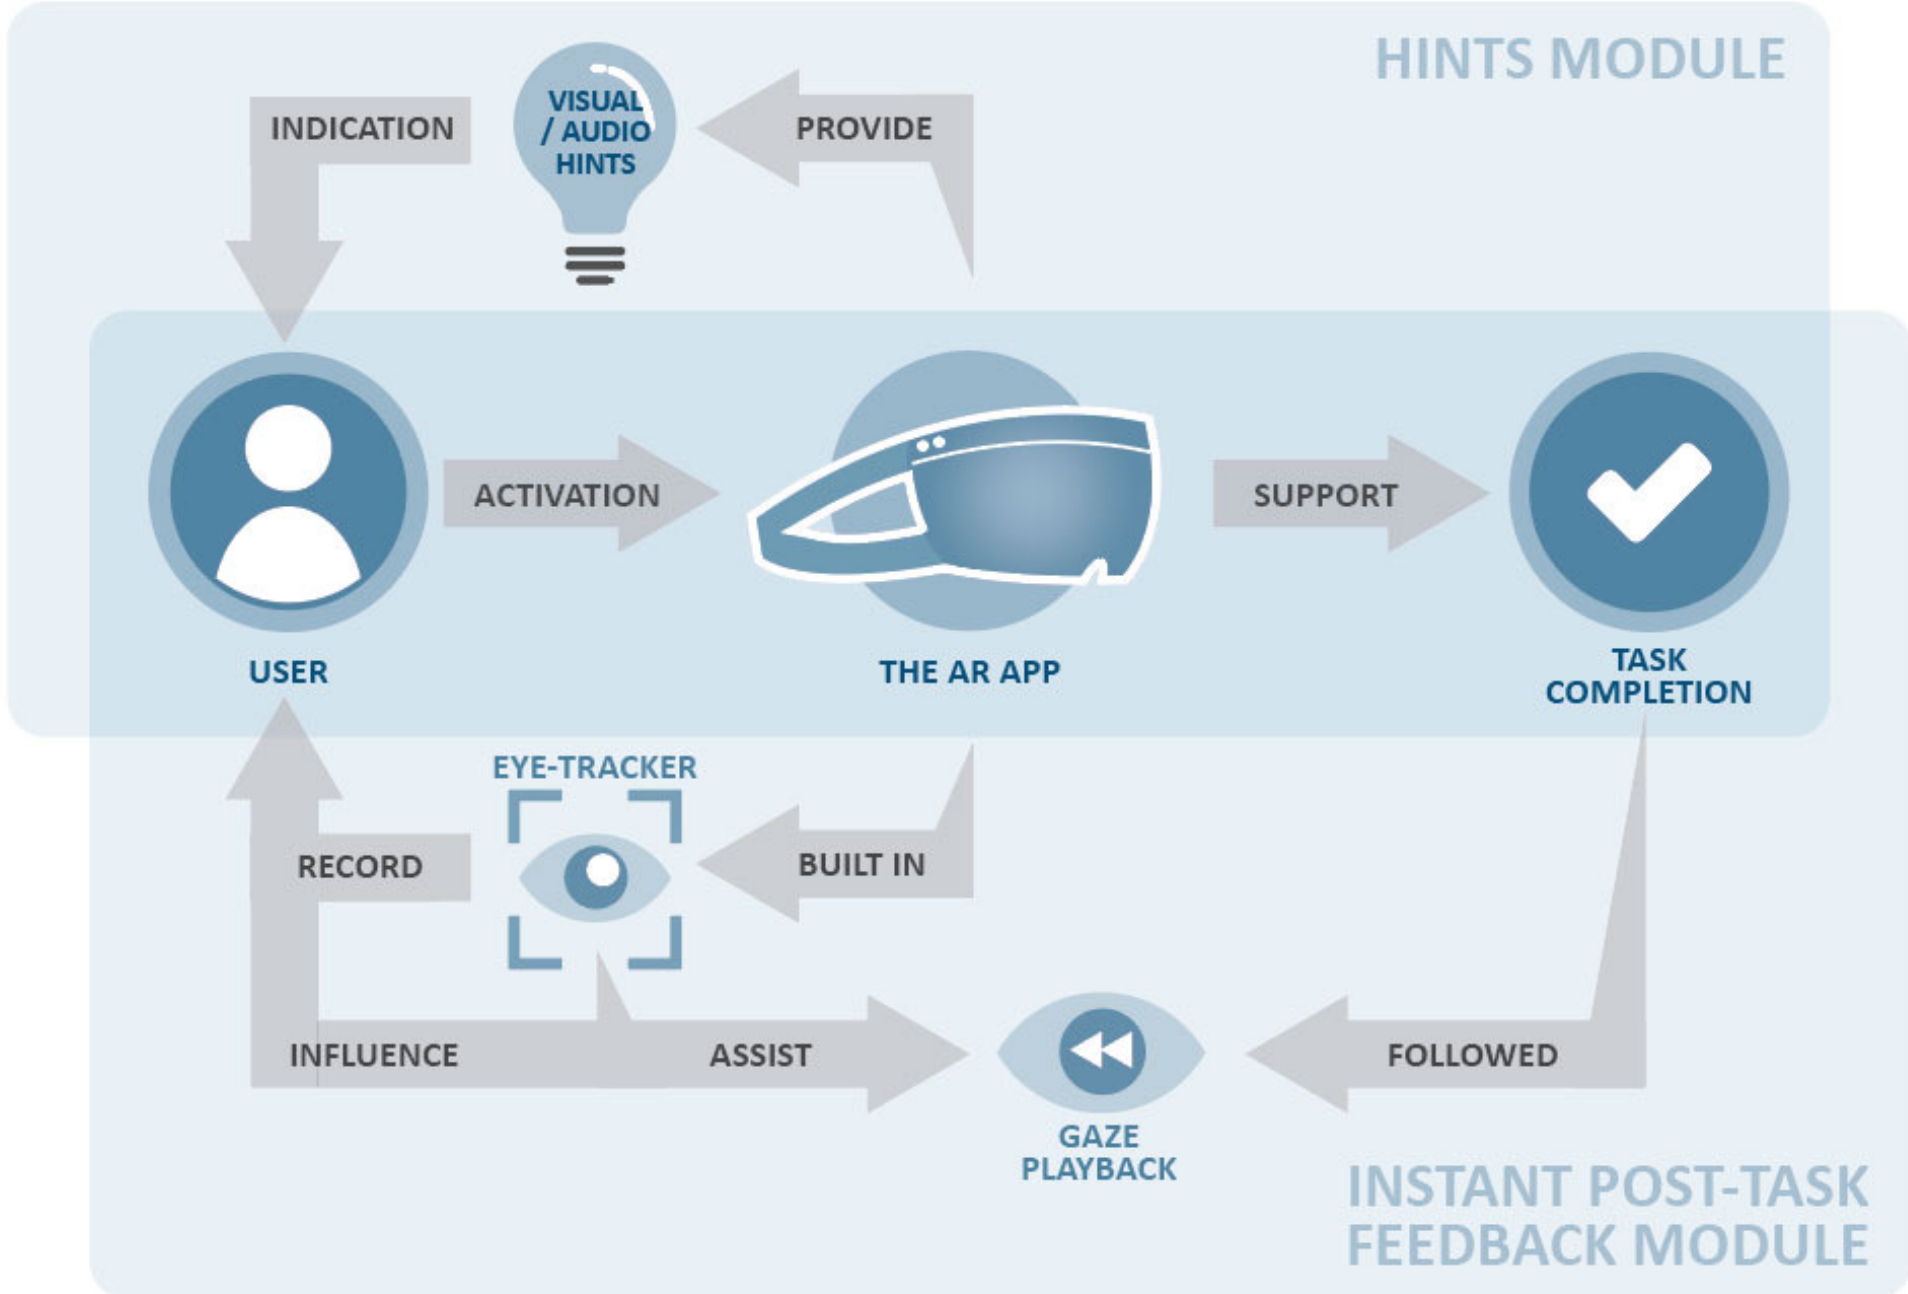 HINTS MODULE
INDICATION
VISUAL
/ AUDIO
HINTS
PROVIDE
ACTIVATION
SUPPORT
USER
THE AR APP
TASK
COMPLETION
EYE-TRACKER
RECORD
BUILT IN
INFLUENCE
ASSIST
FOLLOWED
GAZE
PLAYBACK
INSTANT POST-TASK
FEEDBACK MODULE